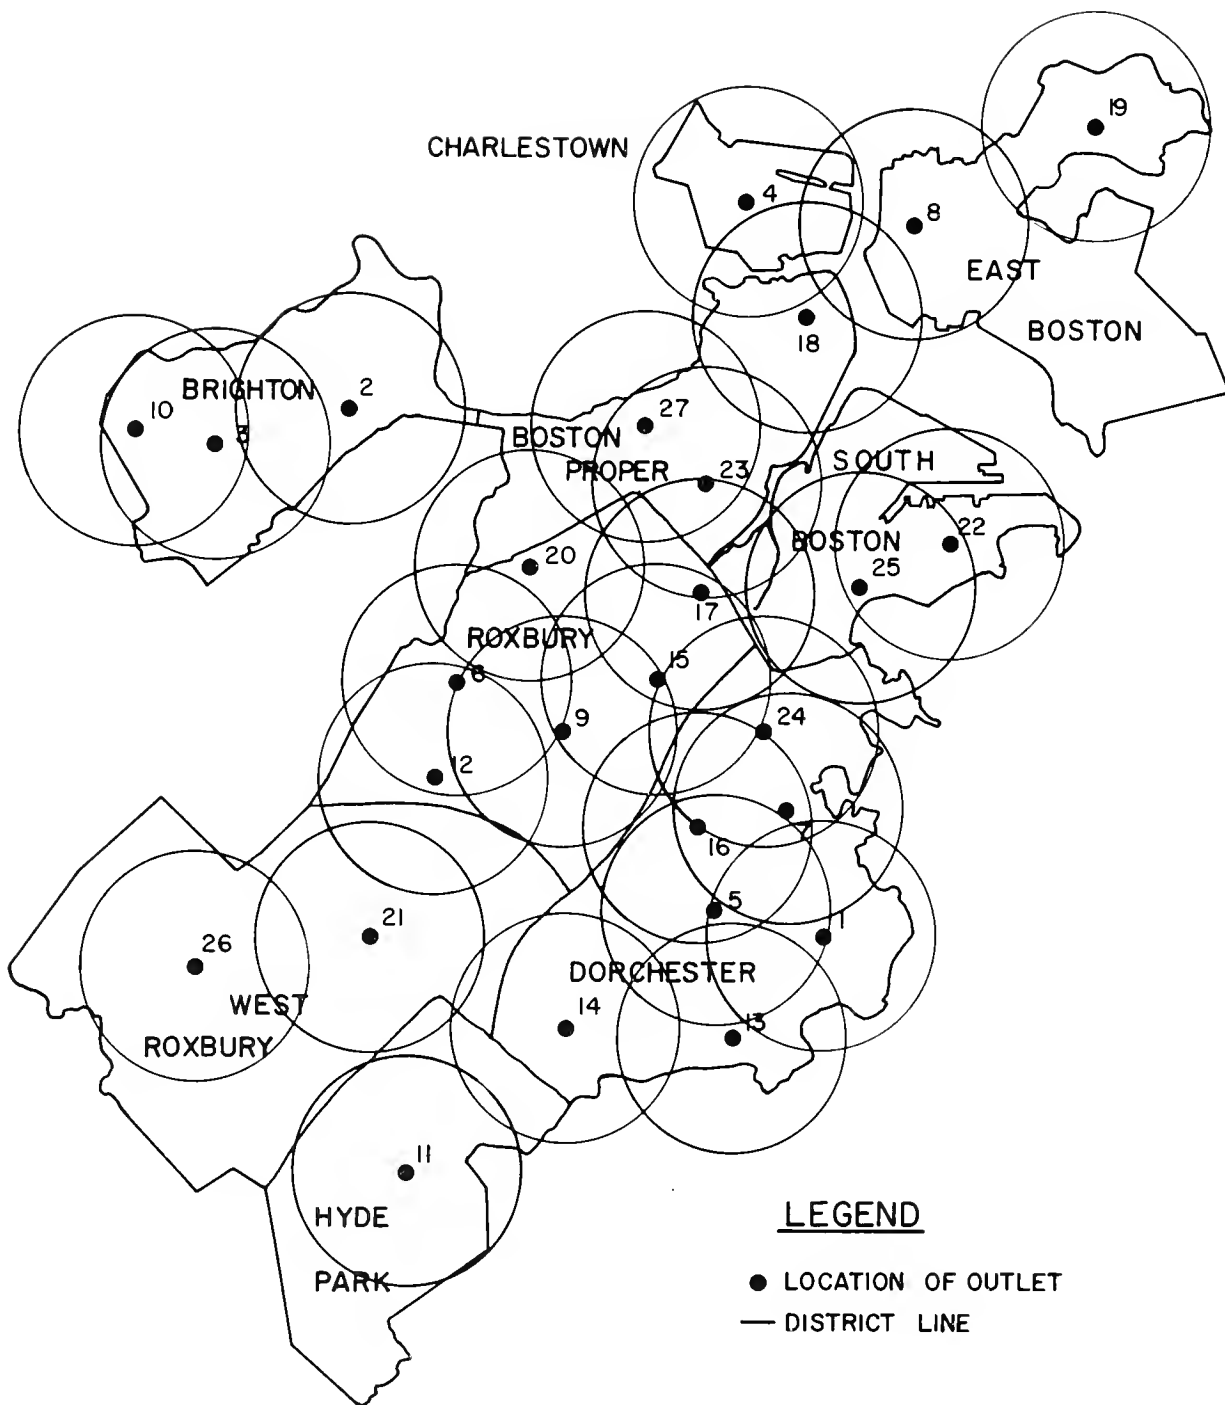 19
CHARLESTOWN
4
8
EAST
BOSTON
18
BRIGHTON
2
10
3
27
BOSTON
PROPER
23
SOUTH
BOSTON
22
25
20
17
ROXBURY
15
6
9
24
12
16
7
5
1
21
26
DORCHESTER
WEST
14
13
ROXBURY
11
HYDE
PARK
LEGEND
LOCATION OF OUTLET
DISTRICT LINE